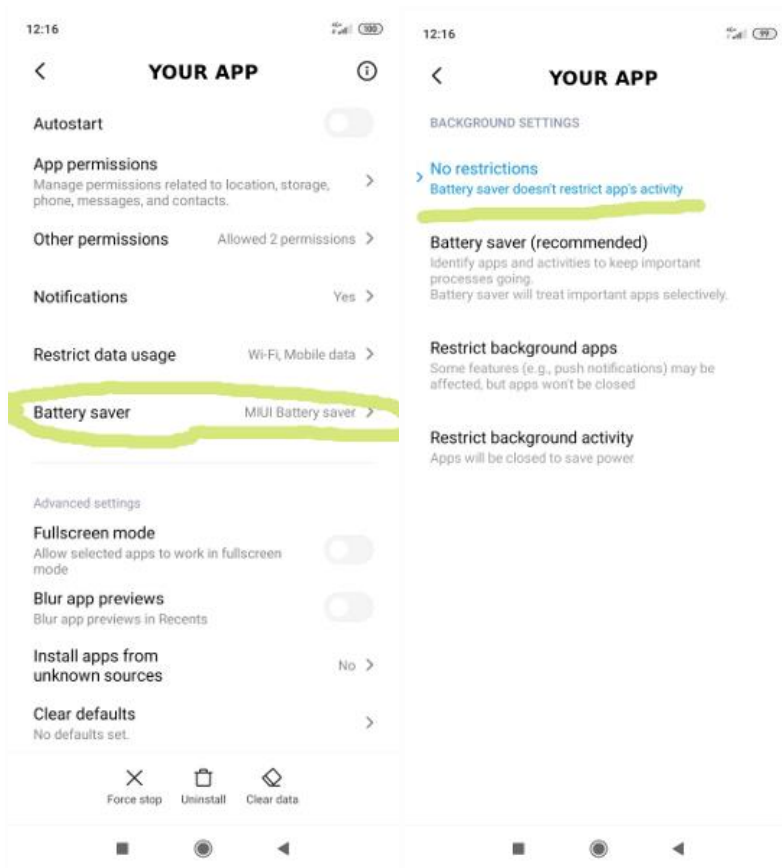 12:16
100
YOUR APP
Autostart
App permissions
Manage permissions related to location, storage,
phone, messages, and contacts.
Other permissions Allowed 2 permissions
Notifications Yes
Restrict data usage Wi-Fi, Mobile data
Battery saver MIUI Battery saver
Advanced settings
Fullscreen mode
Allow selected apps to work in fullscreen
mode
Blur app previews
Blur app previews in Recents
Install apps from
unknown sources No
Clear defaults
No defaults set.
Force stop Uninstall Clear data
12:16
99
YOUR APP
BACKGROUND SETTINGS
No restrictions
Battery saver doesn't restrict app's activity
Battery saver (recommended)
Identify apps and activities to keep important
processes going.
Battery saver will treat important apps selectively.
Restrict background apps
Some features (e.g., push notifications) may be
affected, but apps won't be closed
Restrict background activity
Apps will be closed to save power